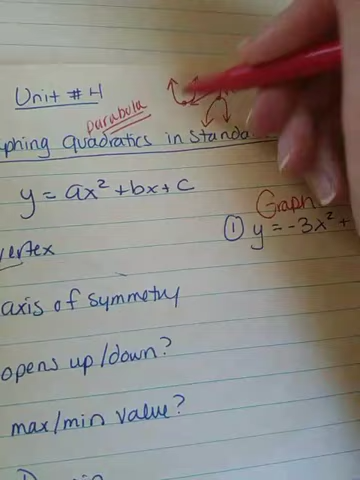 Unit #4
parabola
phing quadratics in standa
y = ax² + bx + c
Graph
① y = -3x² +
vertex
axis of symmetry
opens up/down?
max/min value?